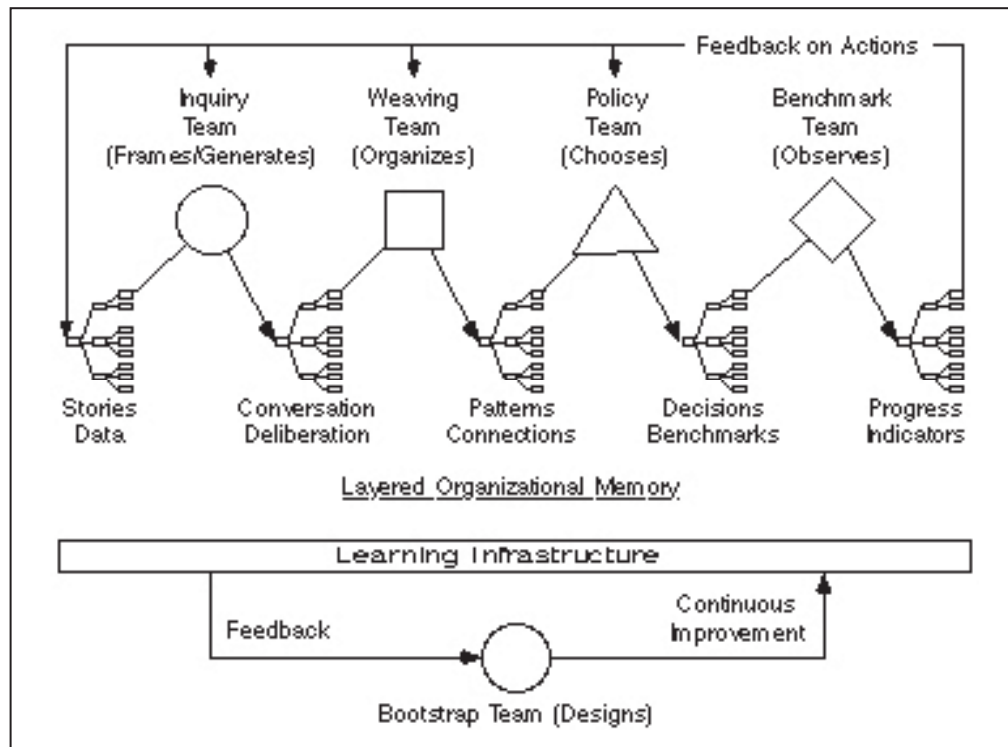 Feedback on Actions
Inquiry
Team
(Frames/Generates)
Weaving
Team
(Organizes)
Policy
Team
(Chooses)
Benchmark
Team
(Observes)
Stories
Data
Conversation
Deliberation
Patterns
Connections
Decisions
Benchmarks
Progress
Indicators
Layered Organizational Memory
Learning Infrastructure
Feedback
Continuous
Improvement
Bootstrap Team (Designs)